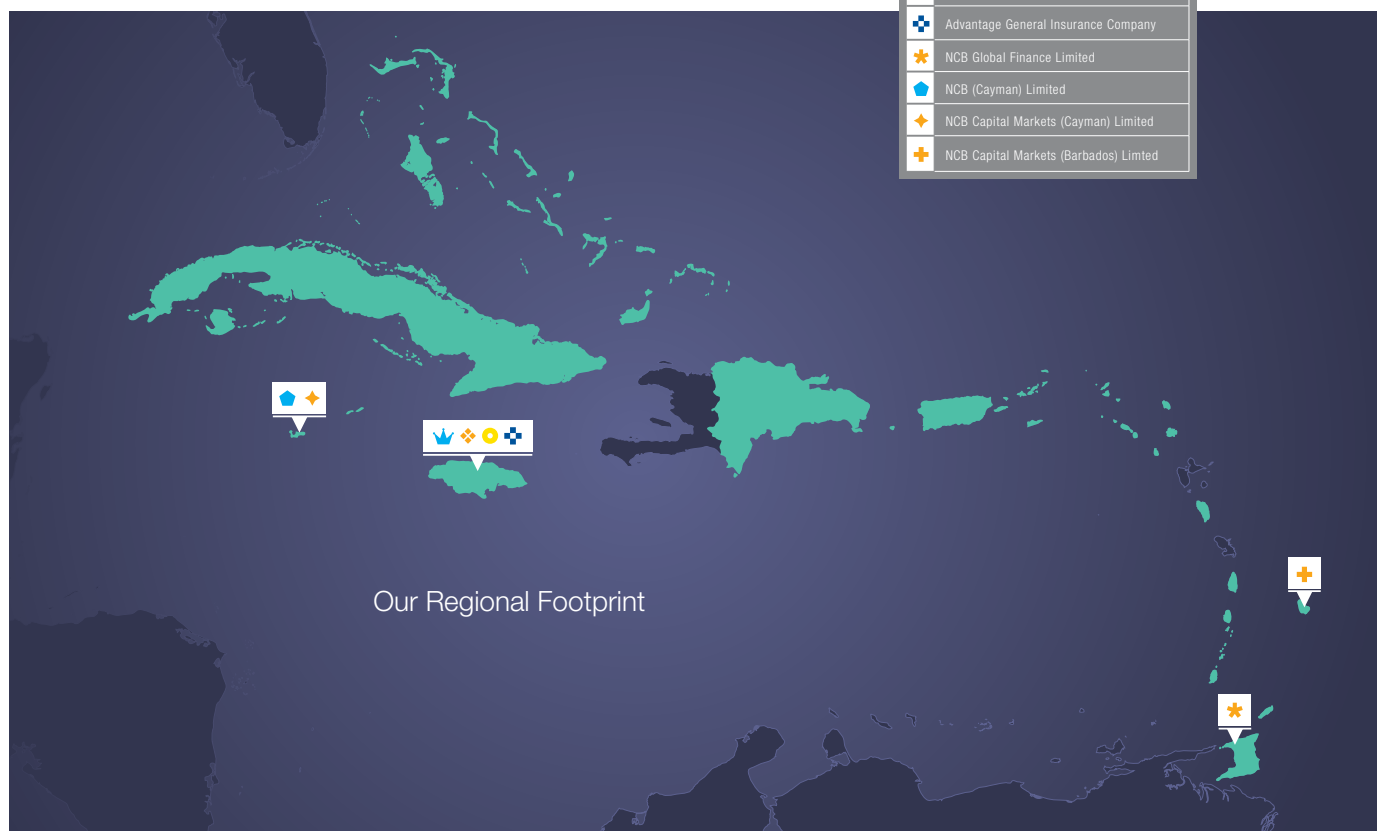 Advantage General Insurance Company
NCB Global Finance Limited
NCB (Cayman) Limited
NCB Capital Markets (Cayman) Limited
NCB Capital Markets (Barbados) Limted
Our Regional Footprint